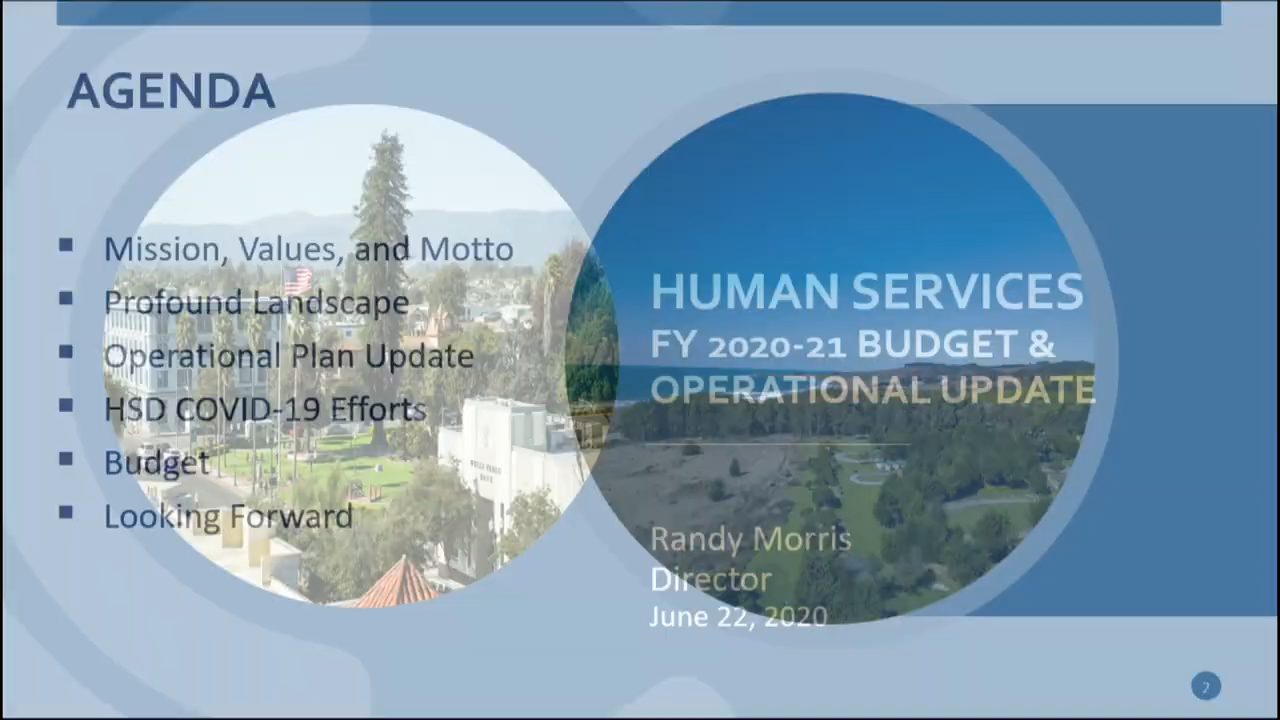 AGENDA
Mission, Values, and Motto
Profound Landscape
Operational Plan Update
HSD COVID-19 Efforts
Budget
Looking Forward
HUMAN SERVICES
FY 2020-21 BUDGET &
OPERATIONAL UPDATE
Randy Morris
Director
June 22, 2020
2